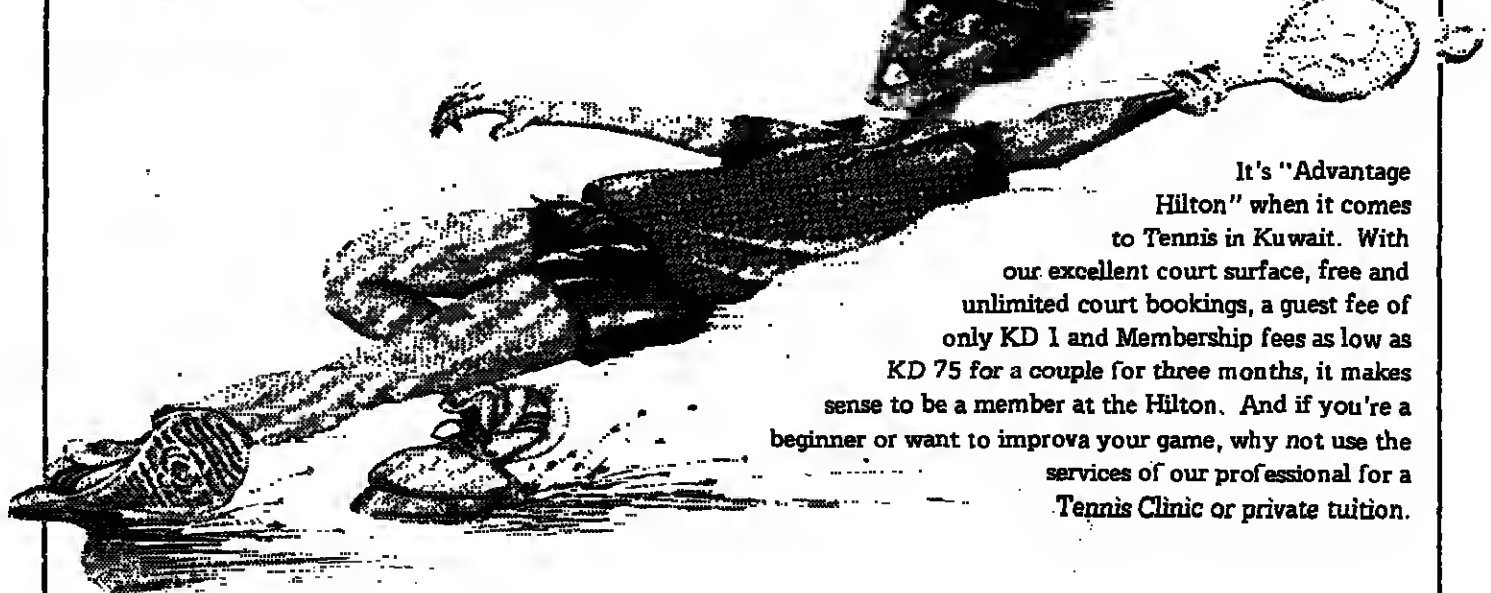 It's "Advantage
Hilton" when it comes
to Tennis in Kuwait. With
our excellent court surface, free and
unlimited court bookings, a guest fee of
only KD 1 and Membership fees as low as
KD 75 for a couple for three months, it makes
sense to be a member at the Hilton. And if you're a
beginner or want to improva your game, why not use the
services of our professional for a
Tennis Clinic or private tuition.